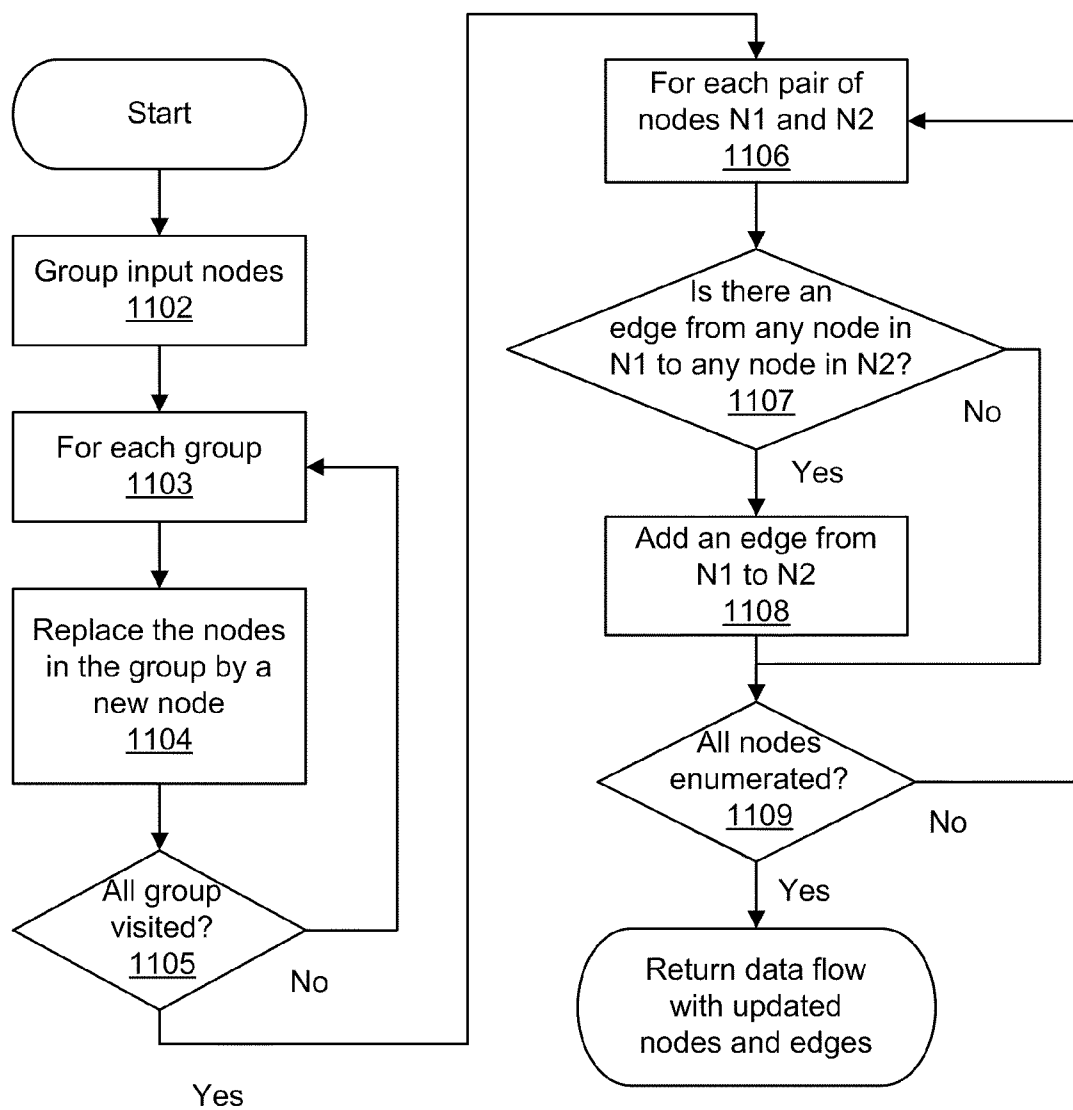 Start
Group input nodes
1102
For each group
1103
Replace the nodes
in the group by a
new node
1104
All group
visited?
1105
No
Yes
For each pair of
nodes N1 and N2
1106
Is there an
edge from any node in
N1 to any node in N2?
1107
No
Yes
Add an edge from
N1 to N2
1108
All nodes
enumerated?
1109
No
Yes
Return data flow
with updated
nodes and edges